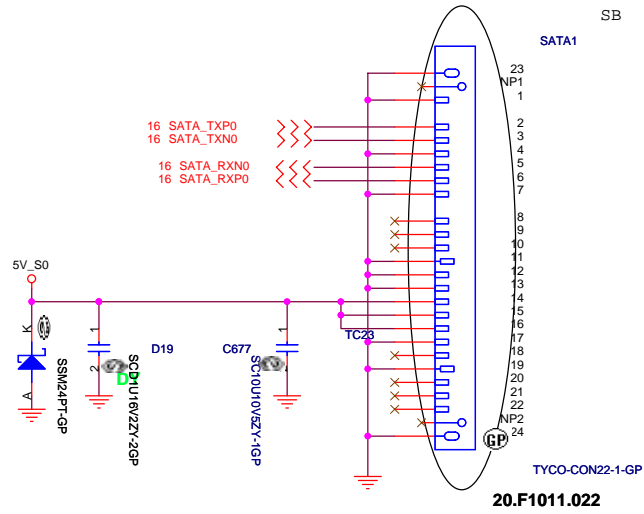 SB
SATA1
23
NP1
1
16 SATA_TXP0
2
16 SATA_TXN0
3
4
16 SATA_RXN0
5
16 SATA_RXP0
6
7
8
9
10
11
5V_S0
12
13
14
15
16
K
1
D19
C677
1
TC23
17
18
19
2
2
20
A
SSM24PT-GP
SCD1U16V2ZY-2GP
SC10U10V5ZY-1GP
21
22
NP2
24
GP
TYCO-CON22-1-GP
20.F1011.022